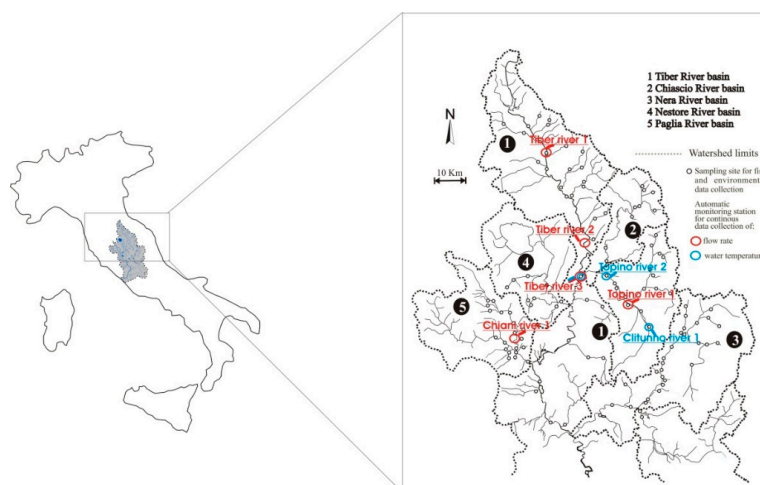 1 Tiber River basin
2 Chiascio River basin
3 Nera River basin
4 Nestore River basin
5 Paglia River basin
N
10 Km
Watershed limits
Sampling site for fis
and environment
data collection
Automatic
monitoring station
for continous
data collection of:
flow rate
water temperatur
1
Tiber river 1
Tiber river 2
2
4
Topino river 2
Tiber river 3
5
Topino river 1
Chiani river 1
1
Clitunno river 1
3